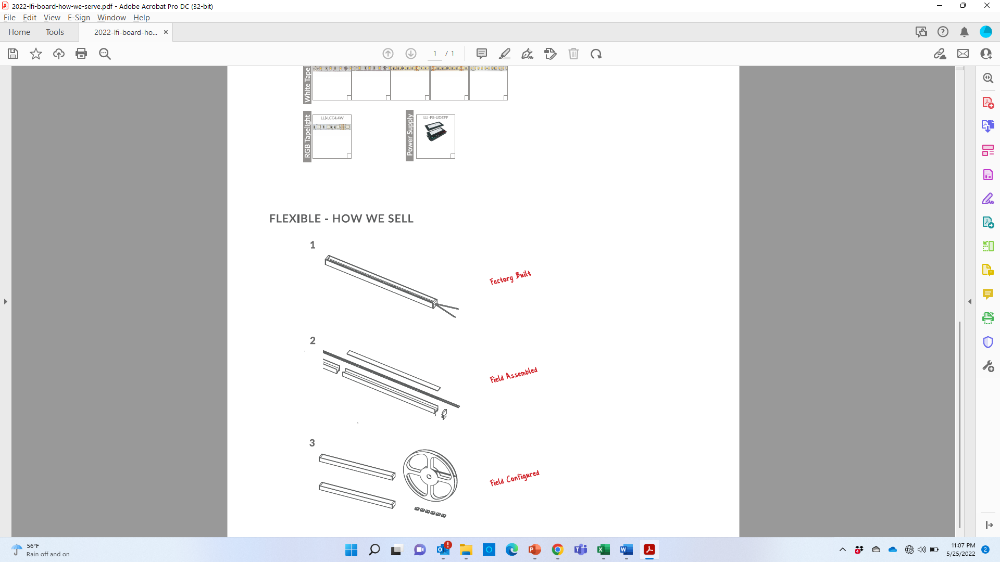 2022-lfi-board-how-we-serve.pdf - Adobe Acrobat Pro DC (32-bit)
File Edit View E-Sign Window Help
Home Tools 2022-lfi-board-ho... ×
1 / 1
White Tapel
RGB Tapelight
LLI-LCC4.4W
Power Supply
LLI-PS-UDEFF
FLEXIBLE - HOW WE SELL
1
Factory Built
2
Field Assembled
3
Field Configured
56°F
Rain off and on
11:07 PM
5/25/2022
2
4